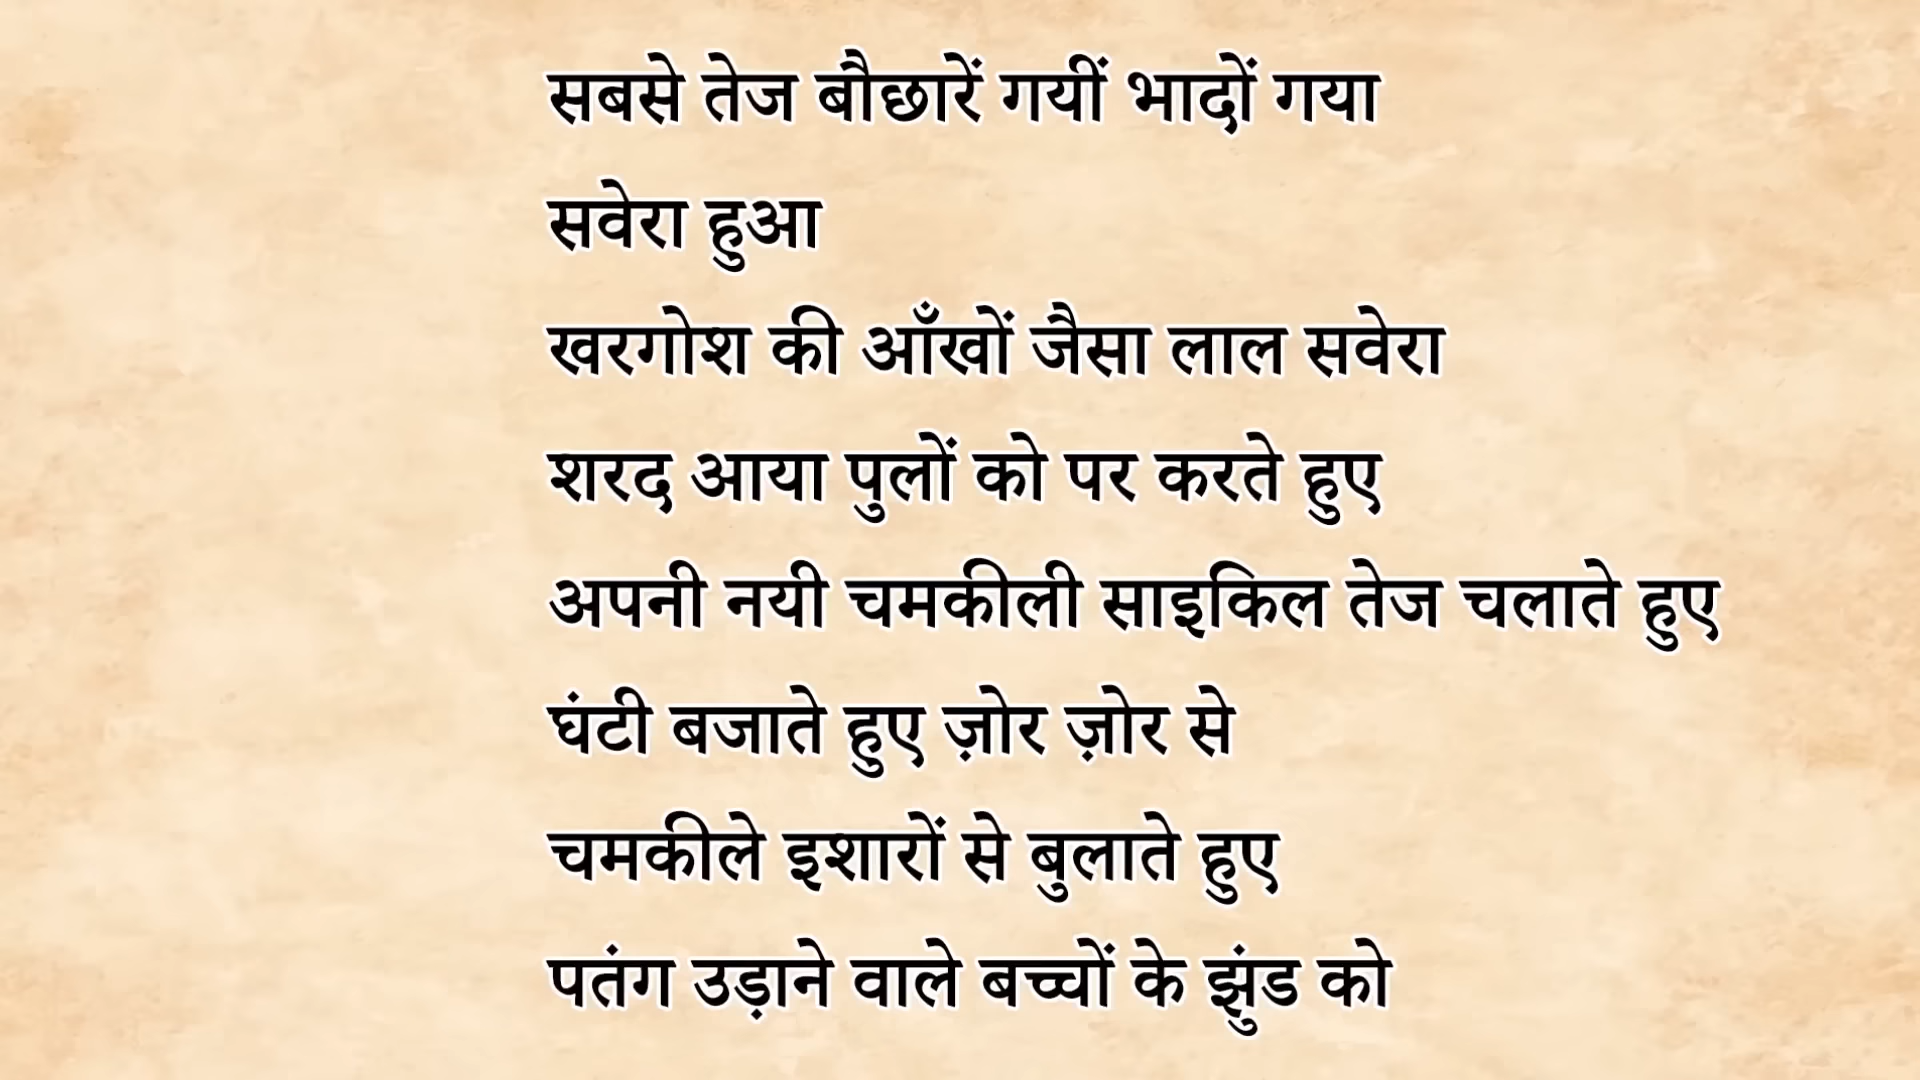 सबसे तेज बौछारें गयीं भादों गया
सवेरा हुआ
खरगोश की आँखों जैसा लाल सवेरा
शरद आया पुलों को पर करते हुए
अपनी नयी चमकीली साइकिल तेज चलाते हुए
घंटी बजाते हुए ज़ोर ज़ोर से
चमकीले इशारों से बुलाते हुए
पतंग उड़ाने वाले बच्चों के झुंड को